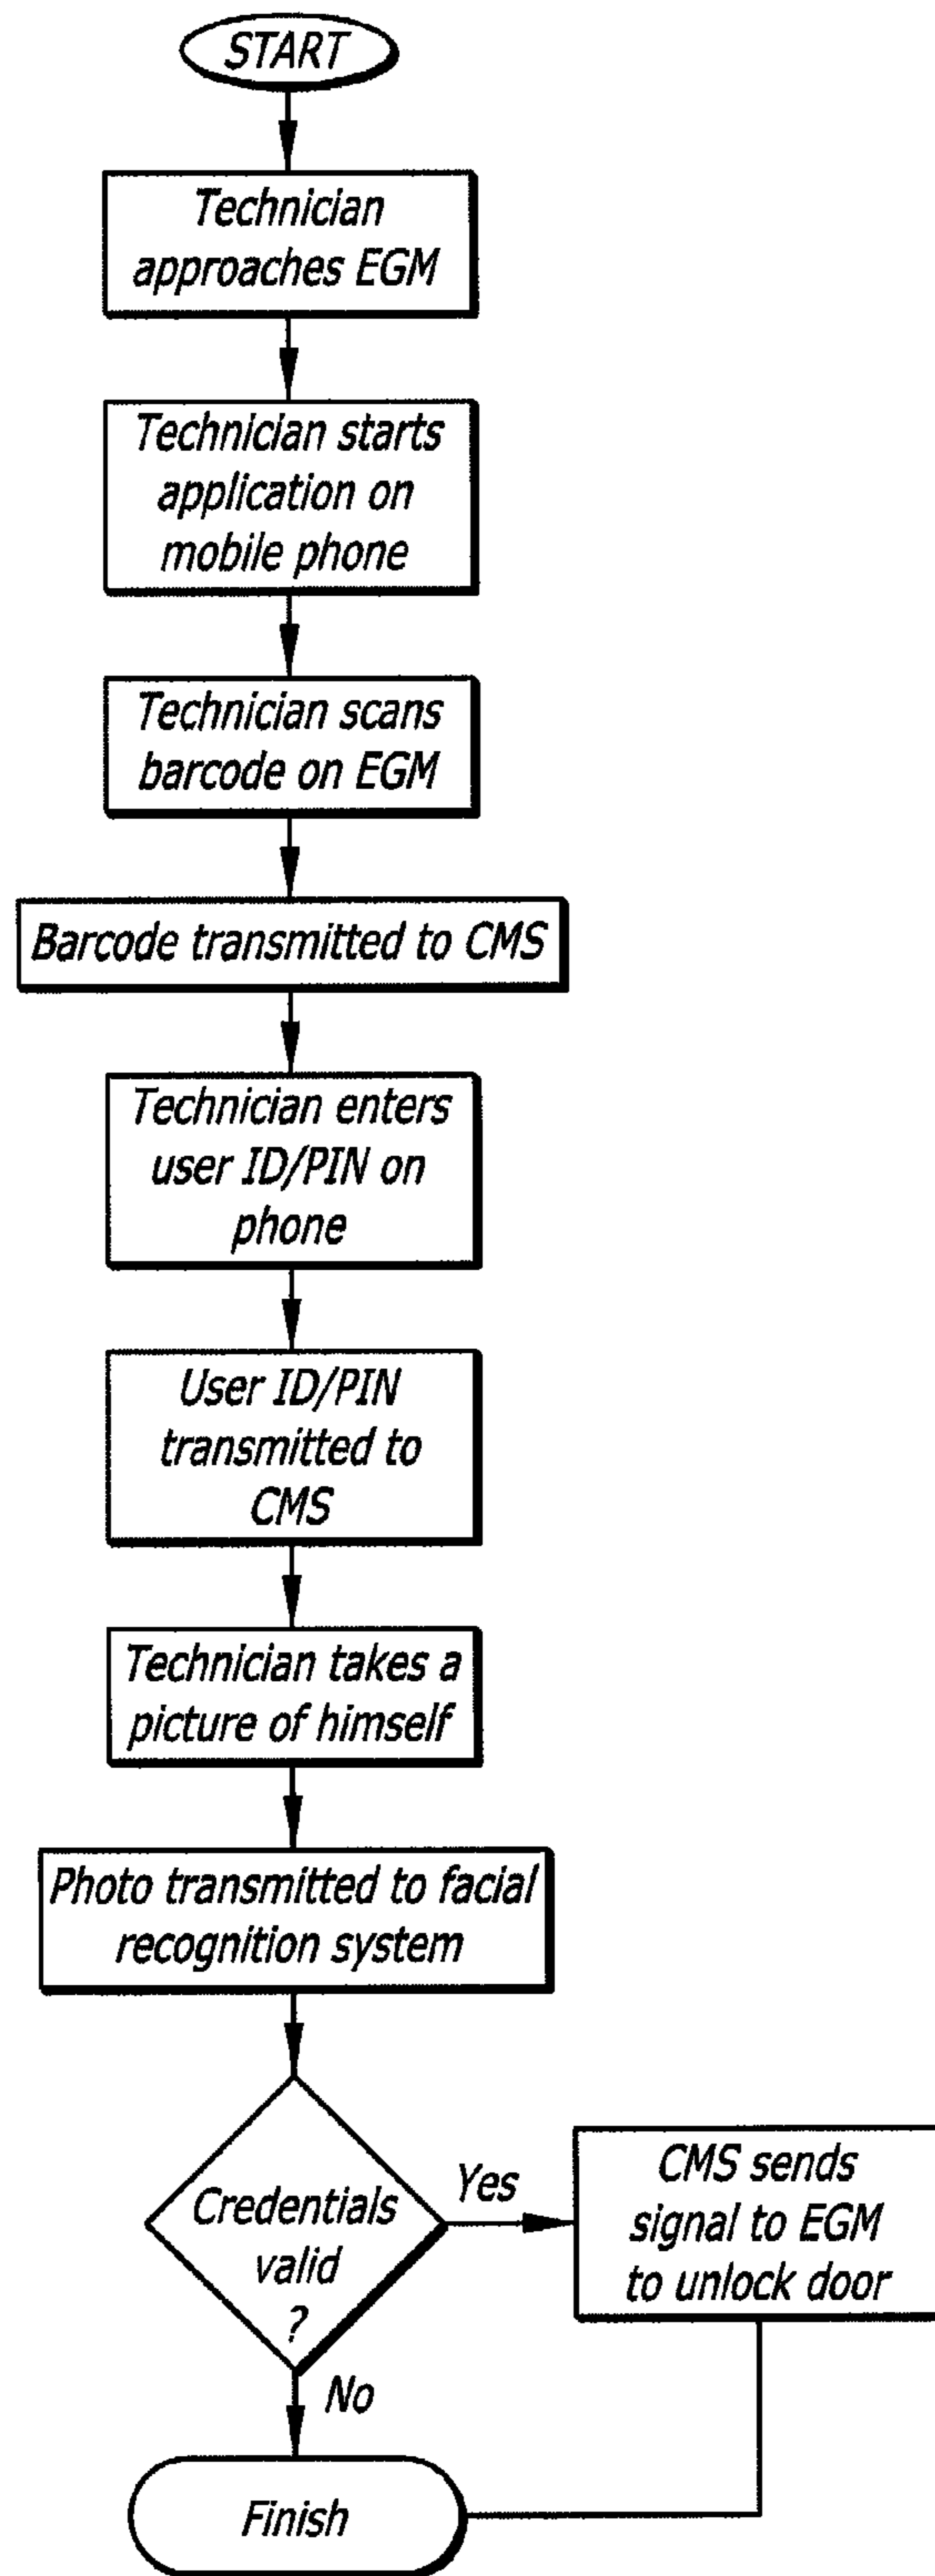 START
Technician
approaches EGM
Technician starts
application on
mobile phone
Technician scans
barcode on EGM
Barcode transmitted to CMS
Technician enters
user ID/PIN on
phone
User ID/PIN
transmitted to
CMS
Technician takes a
picture of himself
Photo transmitted to facial
recognition system
Credentials
valid
?
Yes
CMS sends
signal to EGM
to unlock door
No
Finish